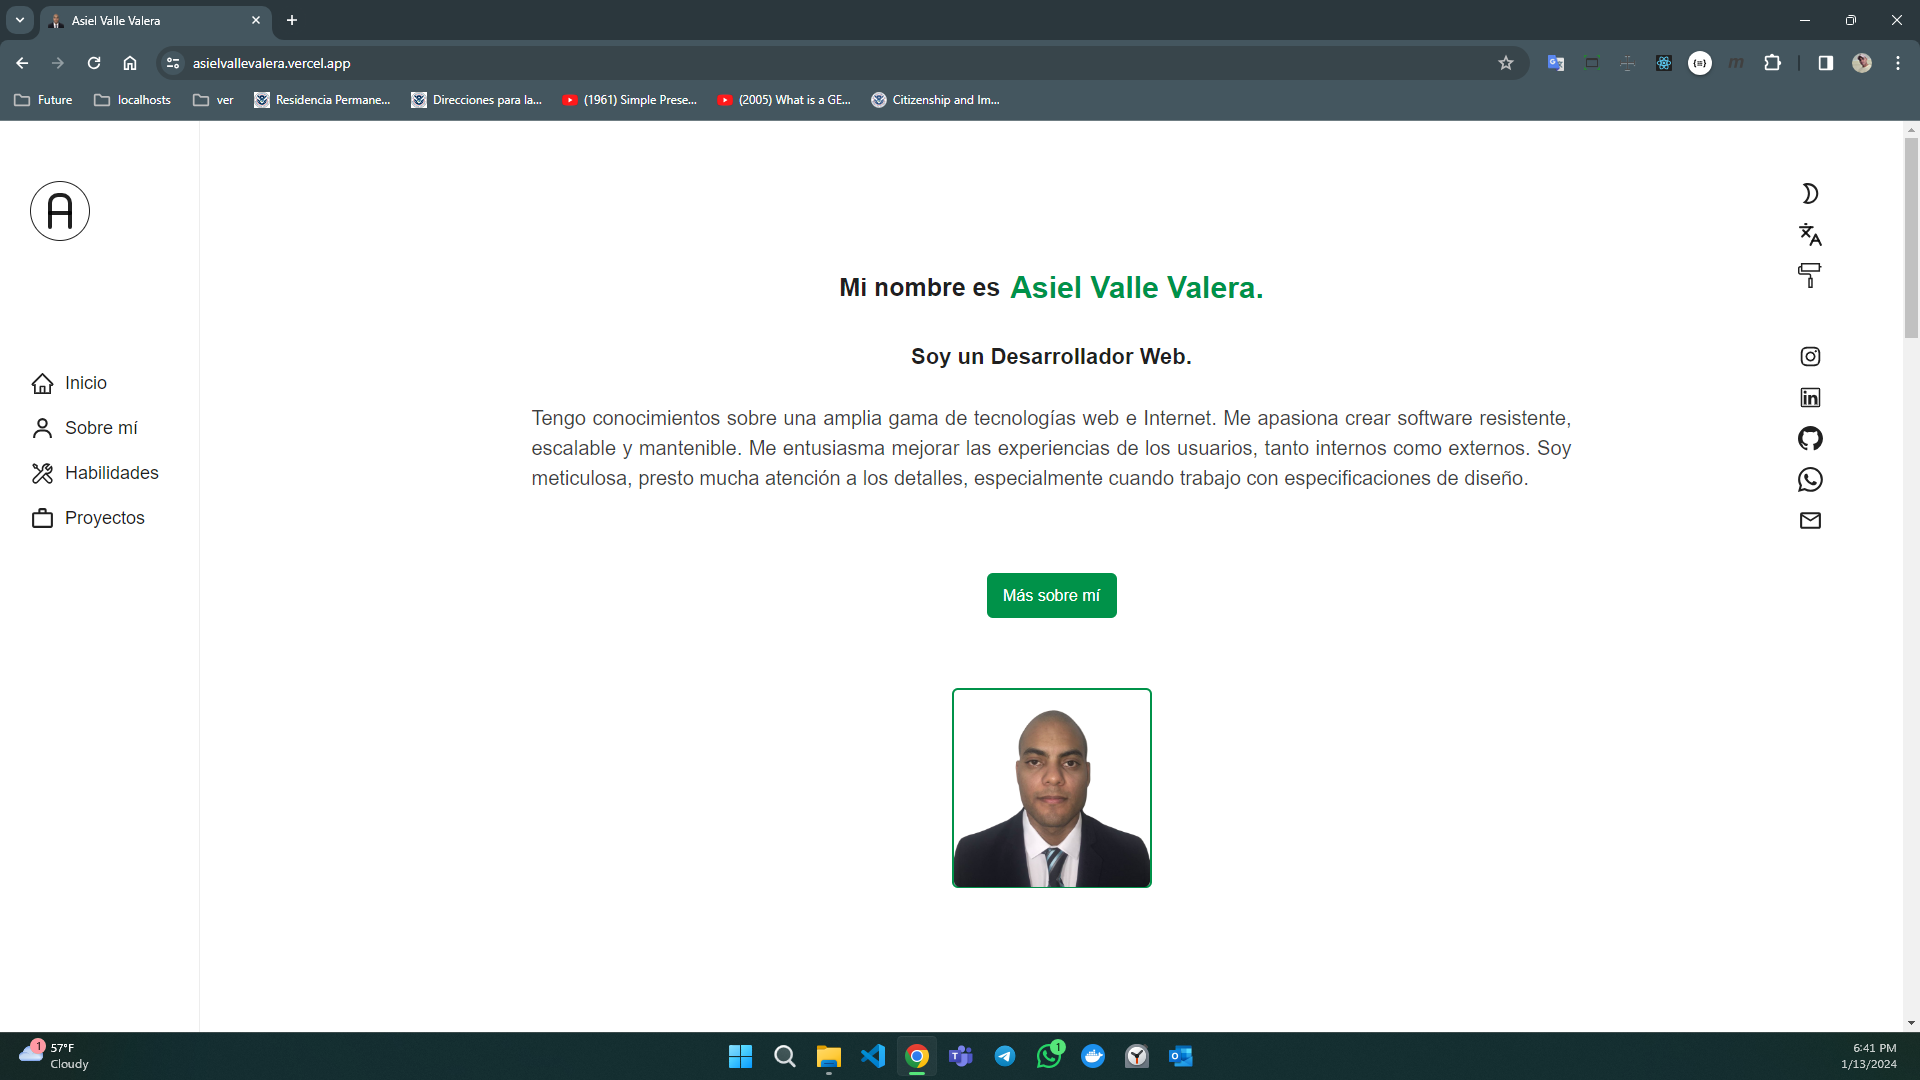 Asiel Valle Valera
asielvallevalera.vercel.app
Future localhosts ver Residencia Permane... Direcciones para la... (1961) Simple Prese... (2005) What is a GE... Citizenship and Im...
A
Inicio
Sobre mí
Habilidades
Proyectos
Mi nombre es Asiel Valle Valera.
Soy un Desarrollador Web.
Tengo conocimientos sobre una amplia gama de tecnologías web e Internet. Me apasiona crear software resistente,
escalable y mantenible. Me entusiasma mejorar las experiencias de los usuarios, tanto internos como externos. Soy
meticulosa, presto mucha atención a los detalles, especialmente cuando trabajo con especificaciones de diseño.
Más sobre mí
in
1
57°F
Cloudy
1
6:41 PM
1/13/2024